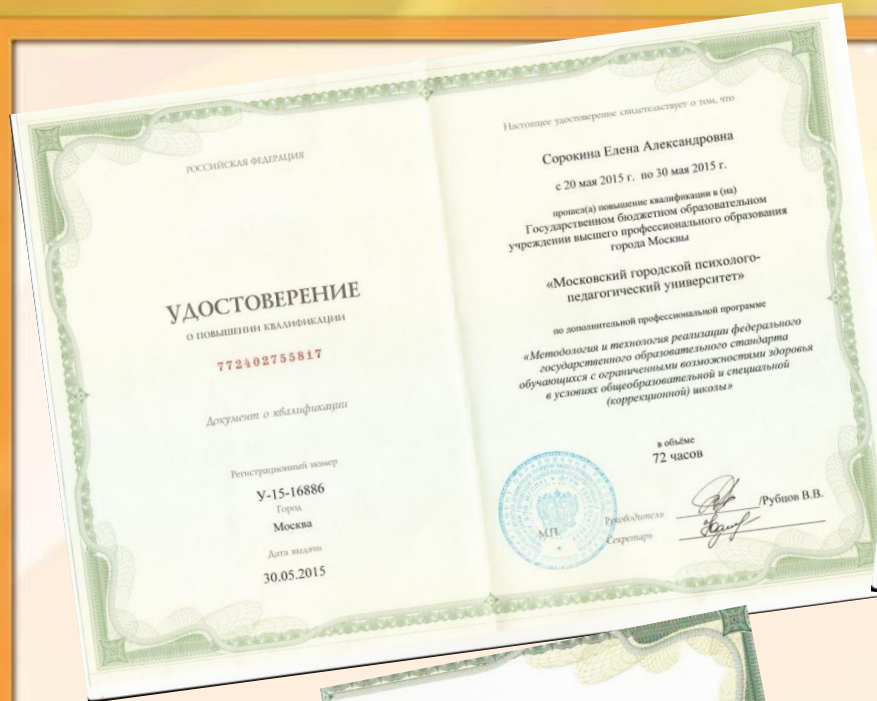 РОССИЙСКАЯ ФЕДЕРАЦИЯ
УДОСТОВЕРЕНИЕ
О ПОВЫШЕНИИ КВАЛИФИКАЦИИ
772402755817
Документ о квалификации
Регистрационный номер
У-15-16886
Город
Москва
Дата выдачи
30.05.2015
Настоящее удостоверение свидетельствует о том, что
Сорокина Елена Александровна
с 20 мая 2015 г. по 30 мая 2015 г.
прошел(а) повышение квалификации в (на)
Государственном бюджетном образовательном
учреждении высшего профессионального образования
города Москвы
«Московский городской психолого-
педагогический университет»
по дополнительной профессиональной программе
«Методология и технология реализации федерального
государственного образовательного стандарта
обучающихся с ограниченными возможностями здоровья
в условиях общеобразовательной и специальной
(коррекционной) школы»
в объёме
72 часов
М.П.
Руководитель /Рубцов В.В.
Секретарь